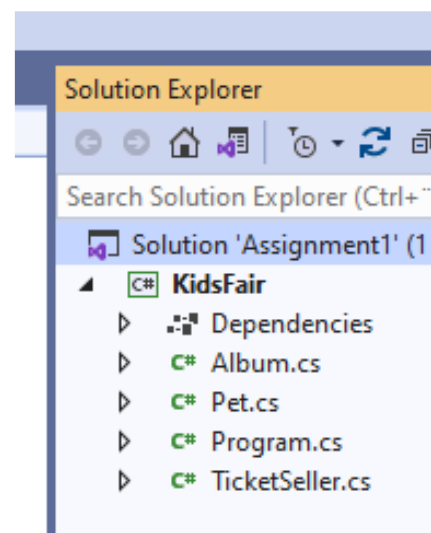 Solution Explorer
Search Solution Explorer (Ctrl+
Solution 'Assignment1' (1
C# KidsFair
Dependencies
C# Album.cs
C# Pet.cs
C# Program.cs
C# TicketSeller.cs